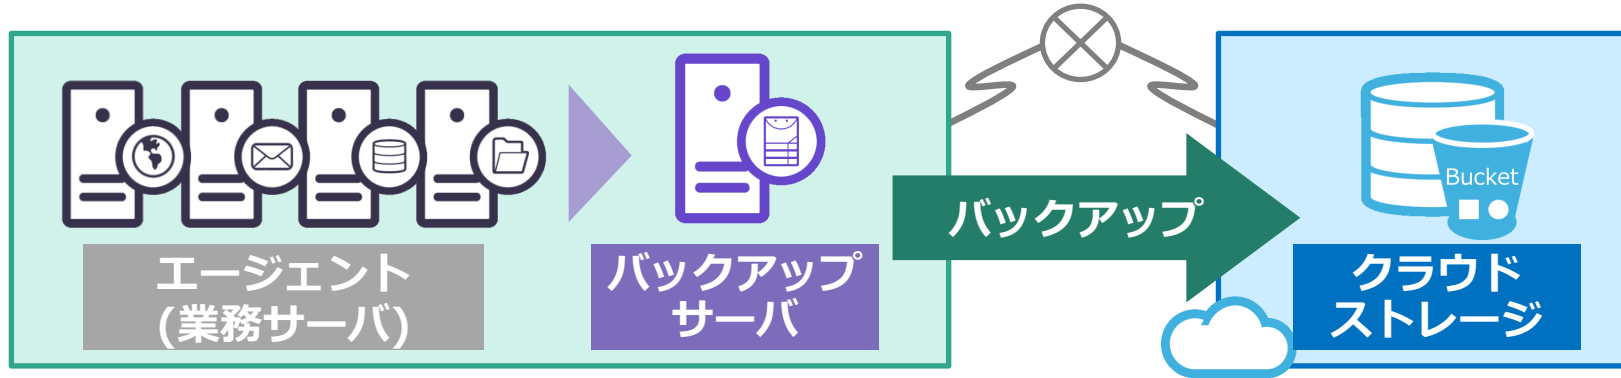 エージェント
(業務サーバ)
バックアップ
サーバ
バックアップ
Bucket
クラウド
ストレージ